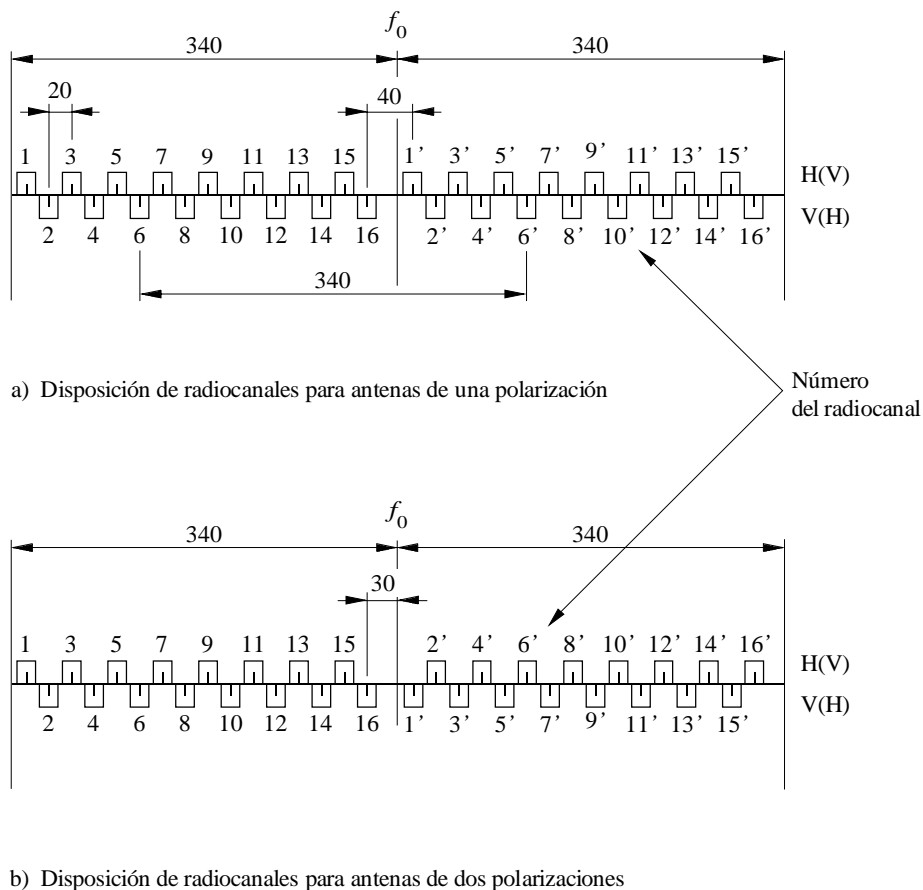 f0
340 340
20 40
1 3 5 7 9 11 13 15 1’ 3’ 5’ 7’ 9’ 11’ 13’ 15’
H(V)
V(H)
2 4 6 8 10 12 14 16 2’ 4’ 6’ 8’ 10’ 12’ 14’ 16’
340
a) Disposición de radiocanales para antenas de una polarización
Número
del radiocanal
f0
340 340
30
1 3 5 7 9 11 13 15 2’ 4’ 6’ 8’ 10’ 12’ 14’ 16’
H(V)
V(H)
2 4 6 8 10 12 14 16 1’ 3’ 5’ 7’ 9’ 11’ 13’ 15’
b) Disposición de radiocanales para antenas de dos polarizaciones